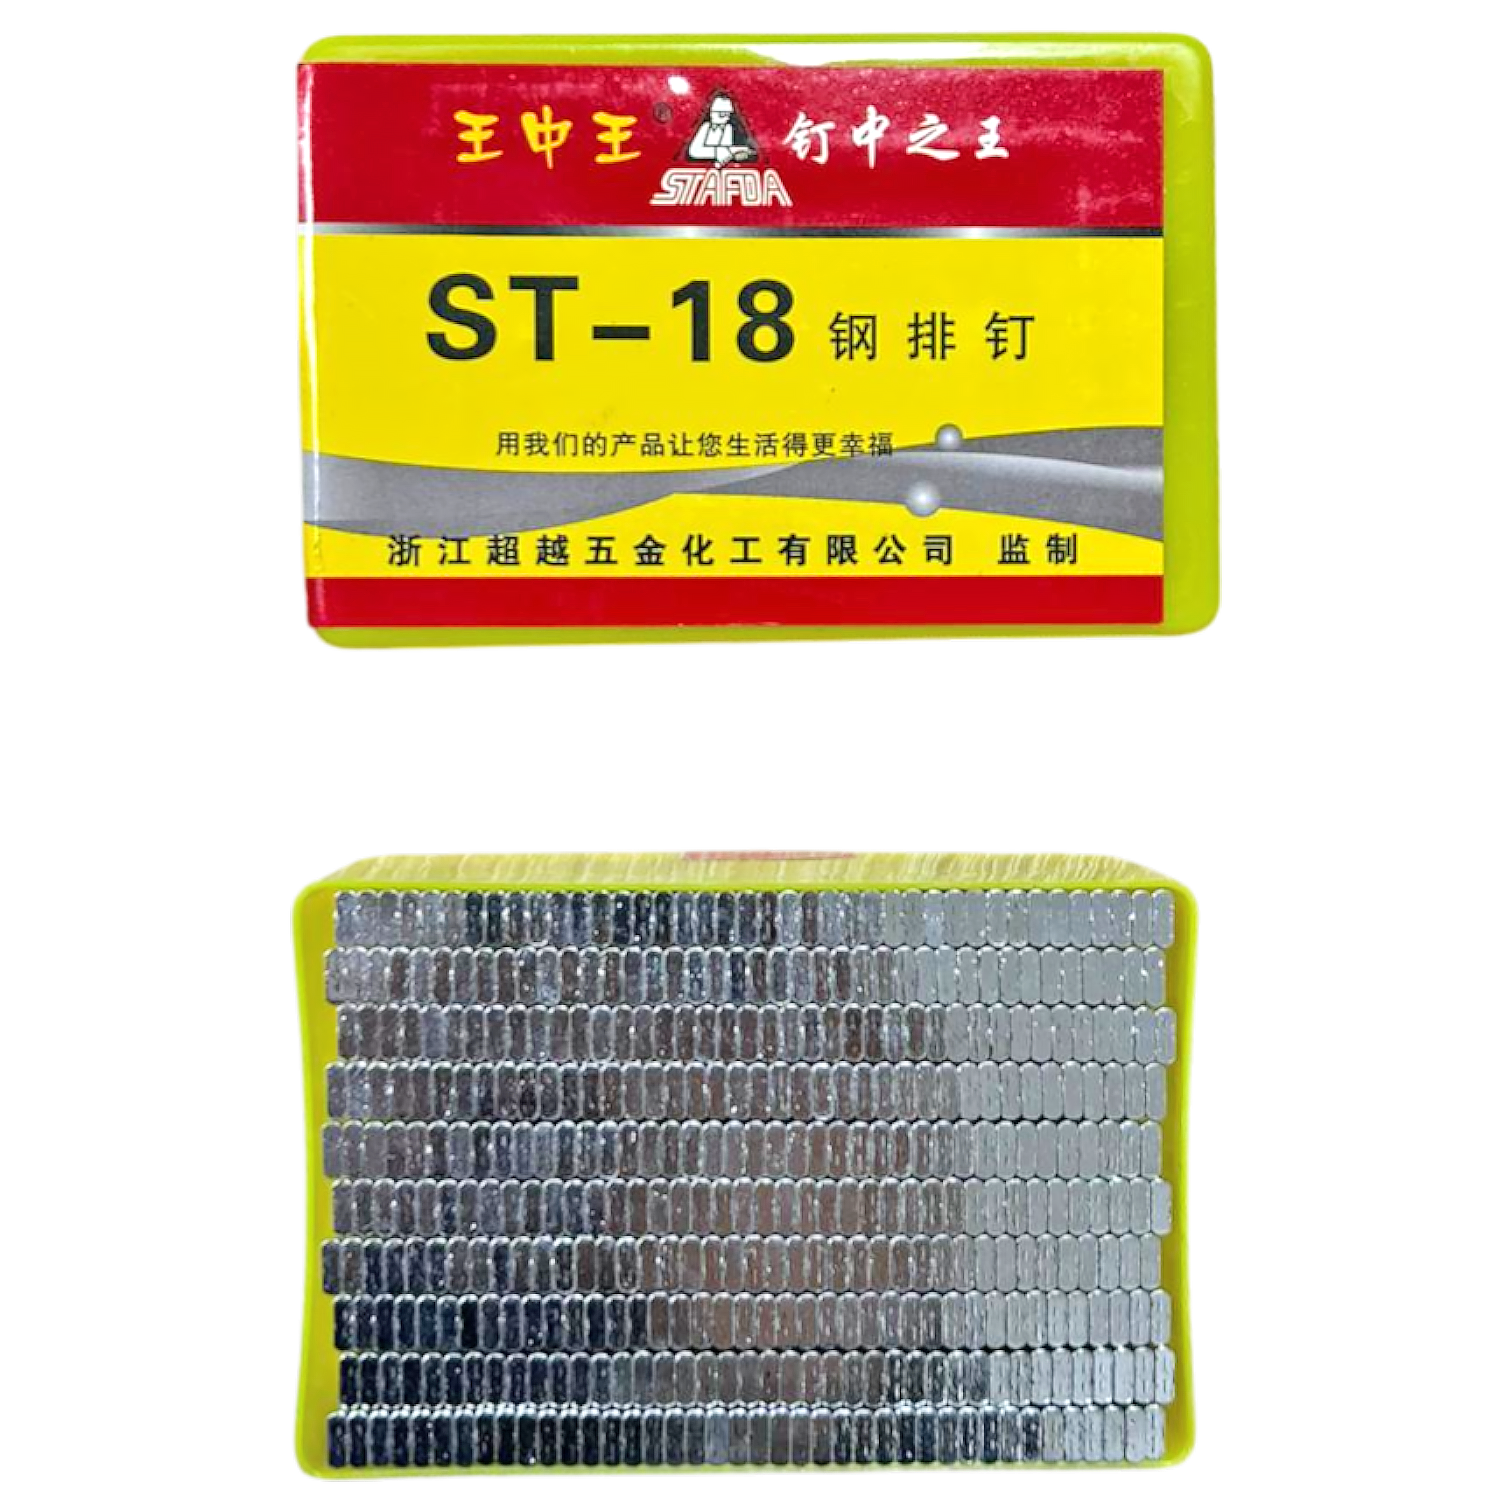 王中王® 钉中之王
STAFDA
ST-18 钢排钉
用我们的产品让您生活得更幸福
浙江超越五金化工有限公司 监制